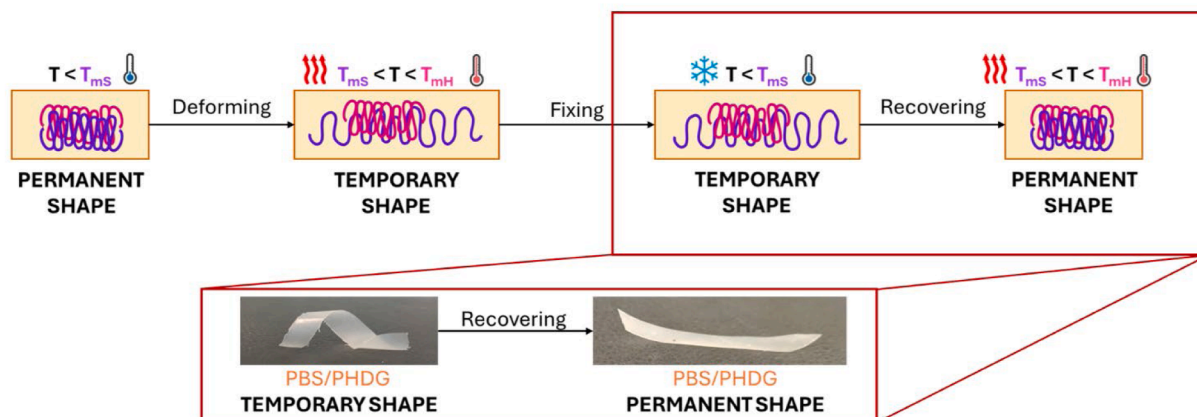 T < TmS
TmS < T < TmH
T < TmS
TmS < T < TmH
Deforming
Fixing
Recovering
PERMANENT
SHAPE
TEMPORARY
SHAPE
TEMPORARY
SHAPE
PERMANENT
SHAPE
Recovering
PBS/PHDG
TEMPORARY SHAPE
PBS/PHDG
PERMANENT SHAPE